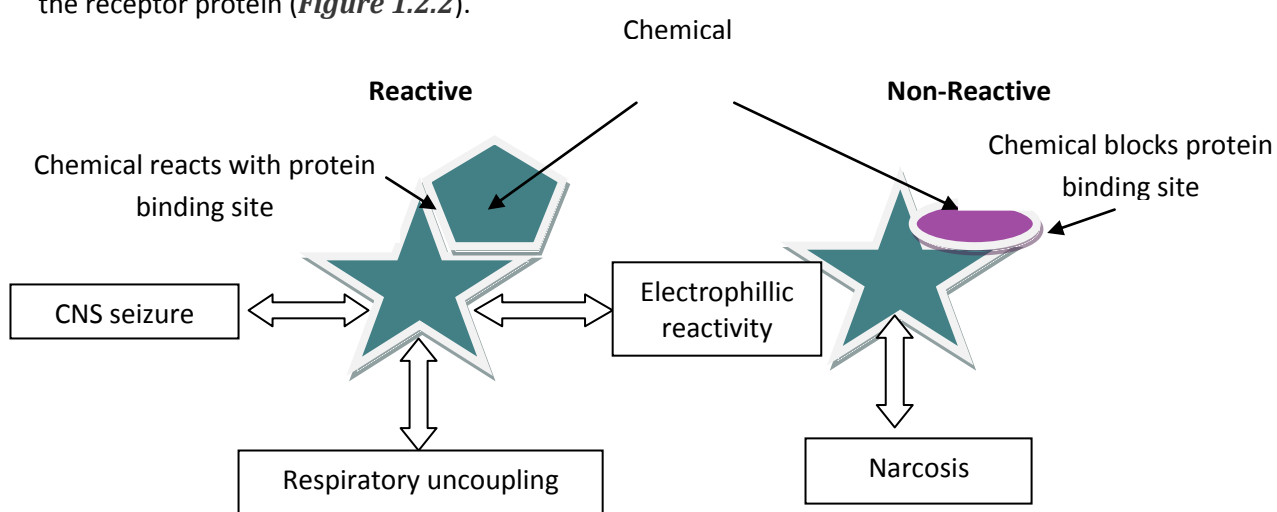 the receptor protein (Figure 1.2.2).
Chemical
Reactive
Non-Reactive
Chemical reacts with protein
binding site
Chemical blocks protein
binding site
CNS seizure
Electrophillic
reactivity
Respiratory uncoupling
Narcosis